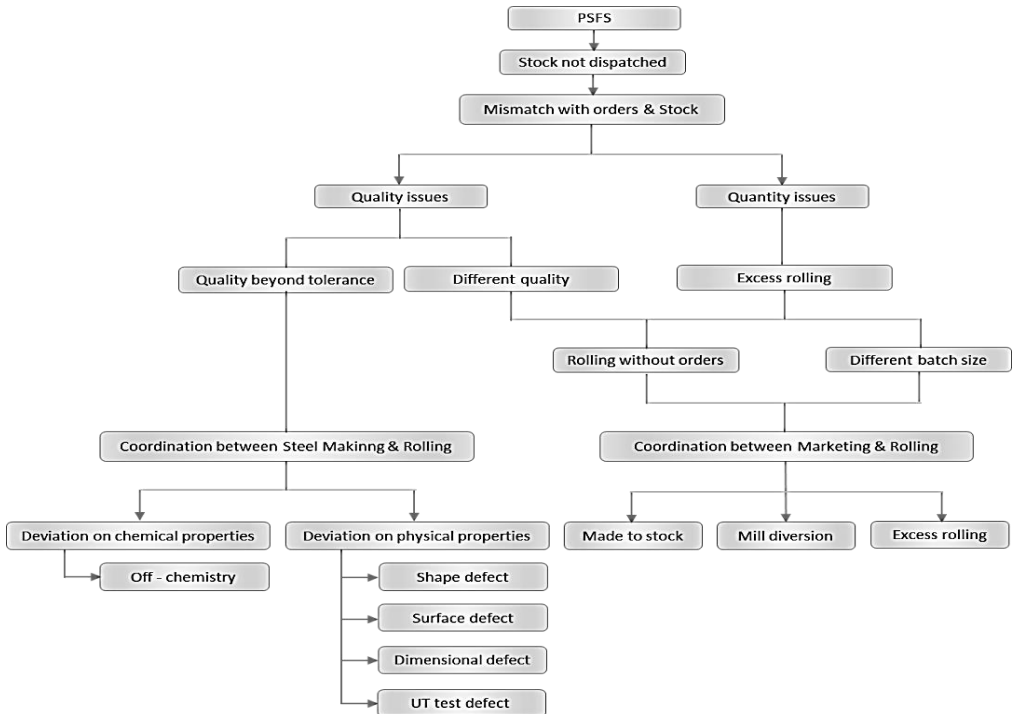 PSFS
Stock not dispatched
Mismatch with orders & Stock
Quality issues
Quantity issues
Quality beyond tolerance
Different quality
Excess rolling
Rolling without orders
Different batch size
Coordination between Steel Makinng & Rolling
Coordination between Marketing & Rolling
Deviation on chemical properties
Deviation on physical properties
Made to stock
Mill diversion
Excess rolling
Off - chemistry
Shape defect
Surface defect
Dimensional defect
UT test defect